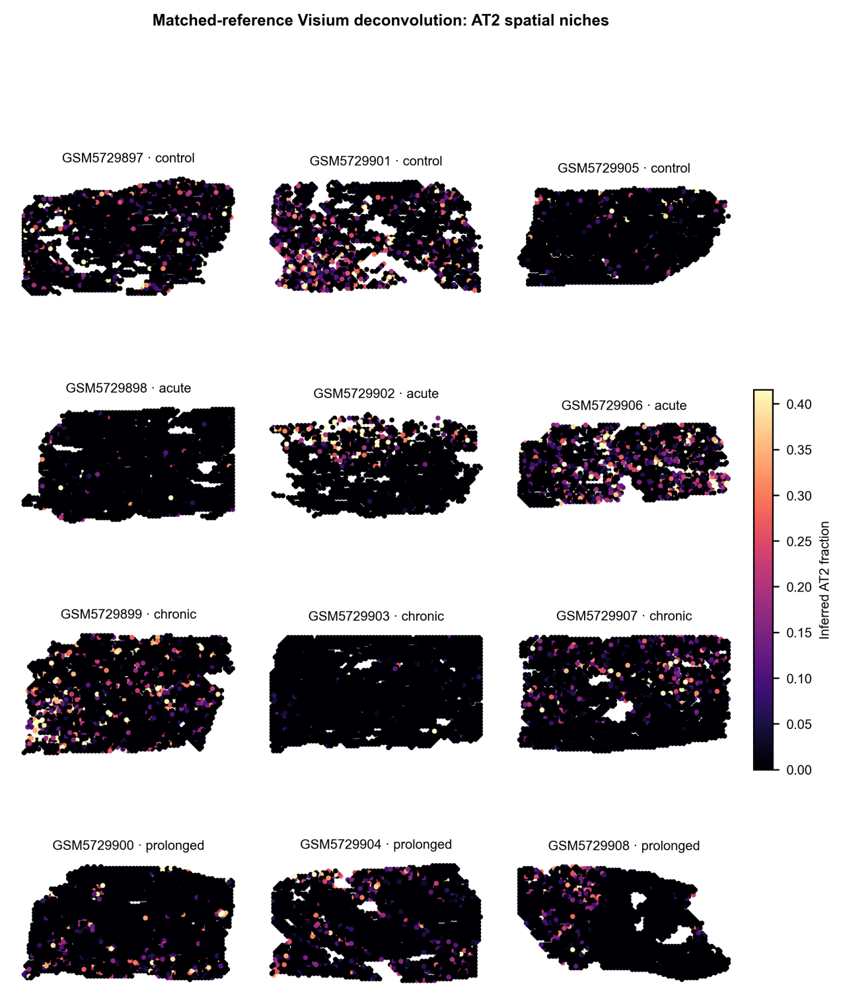 Matched-reference Visium deconvolution: AT2 spatial niches
GSM5729897 · control
GSM5729901 · control
GSM5729905 · control
GSM5729898 · acute
GSM5729902 · acute
GSM5729906 · acute
0.40
0.35
0.30
0.25
0.20
0.15
0.10
0.05
0.00
Inferred AT2 fraction
GSM5729899 · chronic
GSM5729903 · chronic
GSM5729907 · chronic
GSM5729900 · prolonged
GSM5729904 · prolonged
GSM5729908 · prolonged